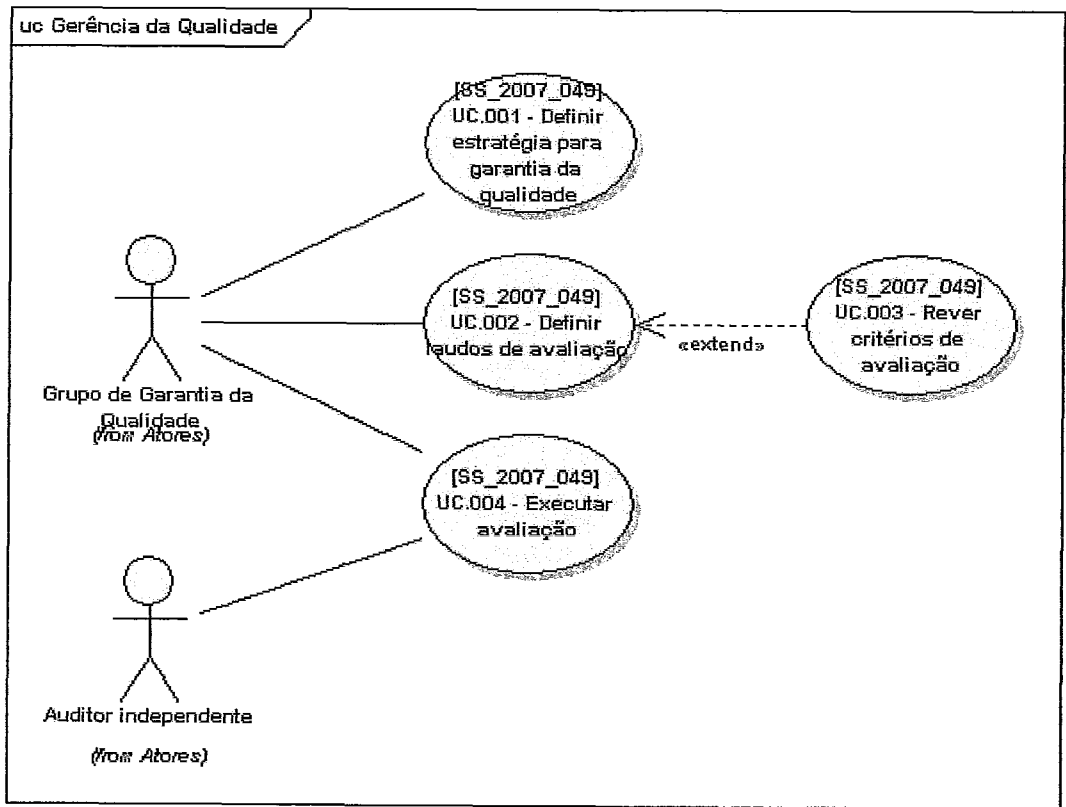 uc Gerência da Qualidade
[SS_2007_049]
UC.001 - Definir
estratégia para
garantia da
qualidade
[SS_2007_049]
UC.002 - Definir
laudos de avaliação
«extend»
[SS_2007_049]
UC.003 - Rever
critérios de
avaliação
Grupo de Garantia da
Qualidade
(from Atores)
[SS_2007_049]
UC.004 - Executar
avaliação
Auditor independente
(from Atores)